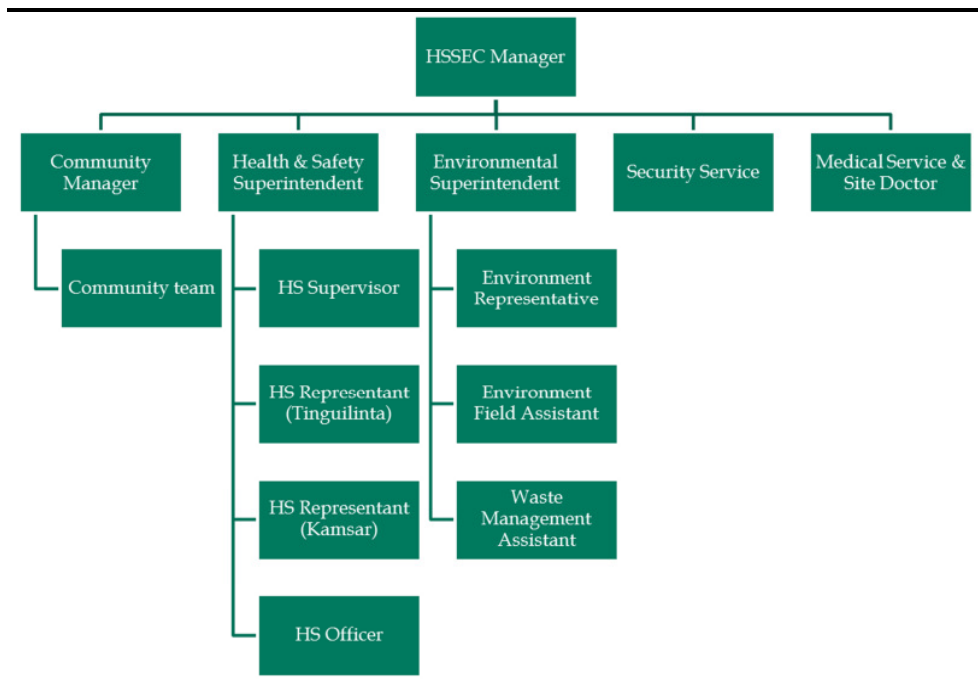 HSSEC Manager
Community
Manager
Health & Safety
Superintendent
Environmental
Superintendent
Security Service
Medical Service &
Site Doctor
Community team
HS Supervisor
HS Representant
(Tinguilinta)
HS Representant
(Kamsar)
HS Officer
Environment
Representative
Environment
Field Assistant
Waste
Management
Assistant